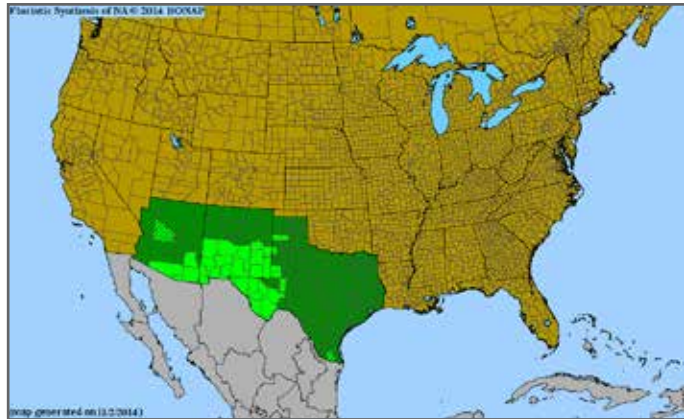 Floristic Synthesis of NA © 2014 BONAP
(map generated on 11/2/2014)